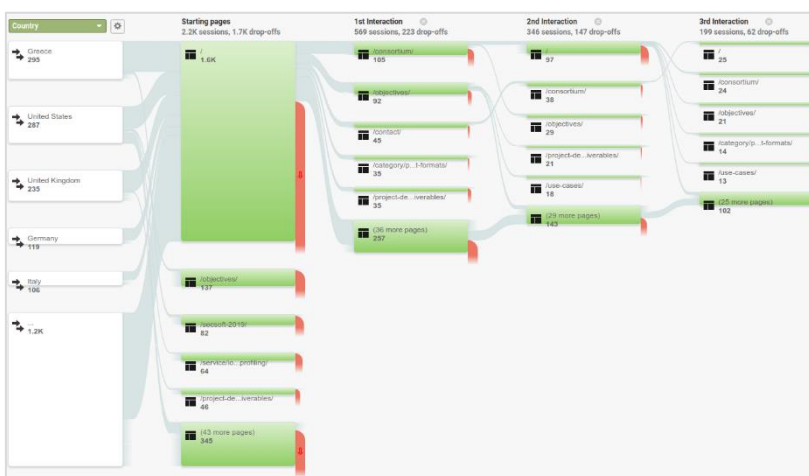 Country
Starting pages
2.2K sessions, 1.7K drop-offs
1st Interaction
569 sessions, 223 drop-offs
2nd Interaction
346 sessions, 147 drop-offs
3rd Interaction
199 sessions, 62 drop-offs
Greece
295
United States
287
United Kingdom
235
Germany
119
Italy
106
...
1.2K
/
1.6K
/objectives/
137
/socsoft-2019/
82
/service/io...profiling/
64
/project-de...iverables/
46
(43 more pages)
345
/consortium/
105
/objectives/
92
/contact/
45
/category/p...t-formats/
35
/project-de...iverables/
35
(36 more pages)
257
/
97
/consortium/
38
/objectives/
29
/project-de...iverables/
21
/use-cases/
18
(29 more pages)
143
/
25
/consortium/
24
/objectives/
21
/category/p...t-formats/
14
/use-cases/
13
(25 more pages)
102